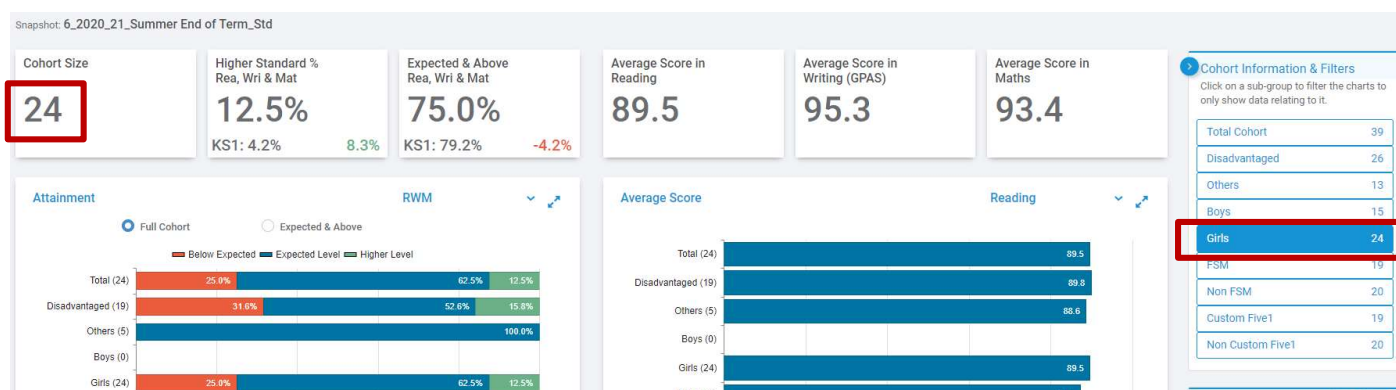 Snapshot: 6_2020_21_Summer End of Term_Std
Cohort Size
24
Higher Standard %
Rea, Wri & Mat
12.5%
KS1: 4.2% 8.3%
Expected & Above
Rea, Wri & Mat
75.0%
KS1: 79.2% -4.2%
Average Score in
Reading
89.5
Average Score in
Writing (GPAS)
95.3
Average Score in
Maths
93.4
Attainment RWM
Full Cohort Expected & Above
Below Expected Expected Level Higher Level
Total (24) 25.0% 62.5% 12.5%
Disadvantaged (19) 31.6% 52.6% 15.8%
Others (5) 100.0%
Boys (0)
Girls (24) 25.0% 62.5% 12.5%
Average Score Reading
Total (24) 89.5
Disadvantaged (19) 89.8
Others (5) 88.6
Boys (0)
Girls (24) 89.5
Cohort Information & Filters
Click on a sub-group to filter the charts to
only show data relating to it.
Total Cohort 39
Disadvantaged 26
Others 13
Boys 15
Girls 24
FSM 19
Non FSM 20
Custom Five1 19
Non Custom Five1 20